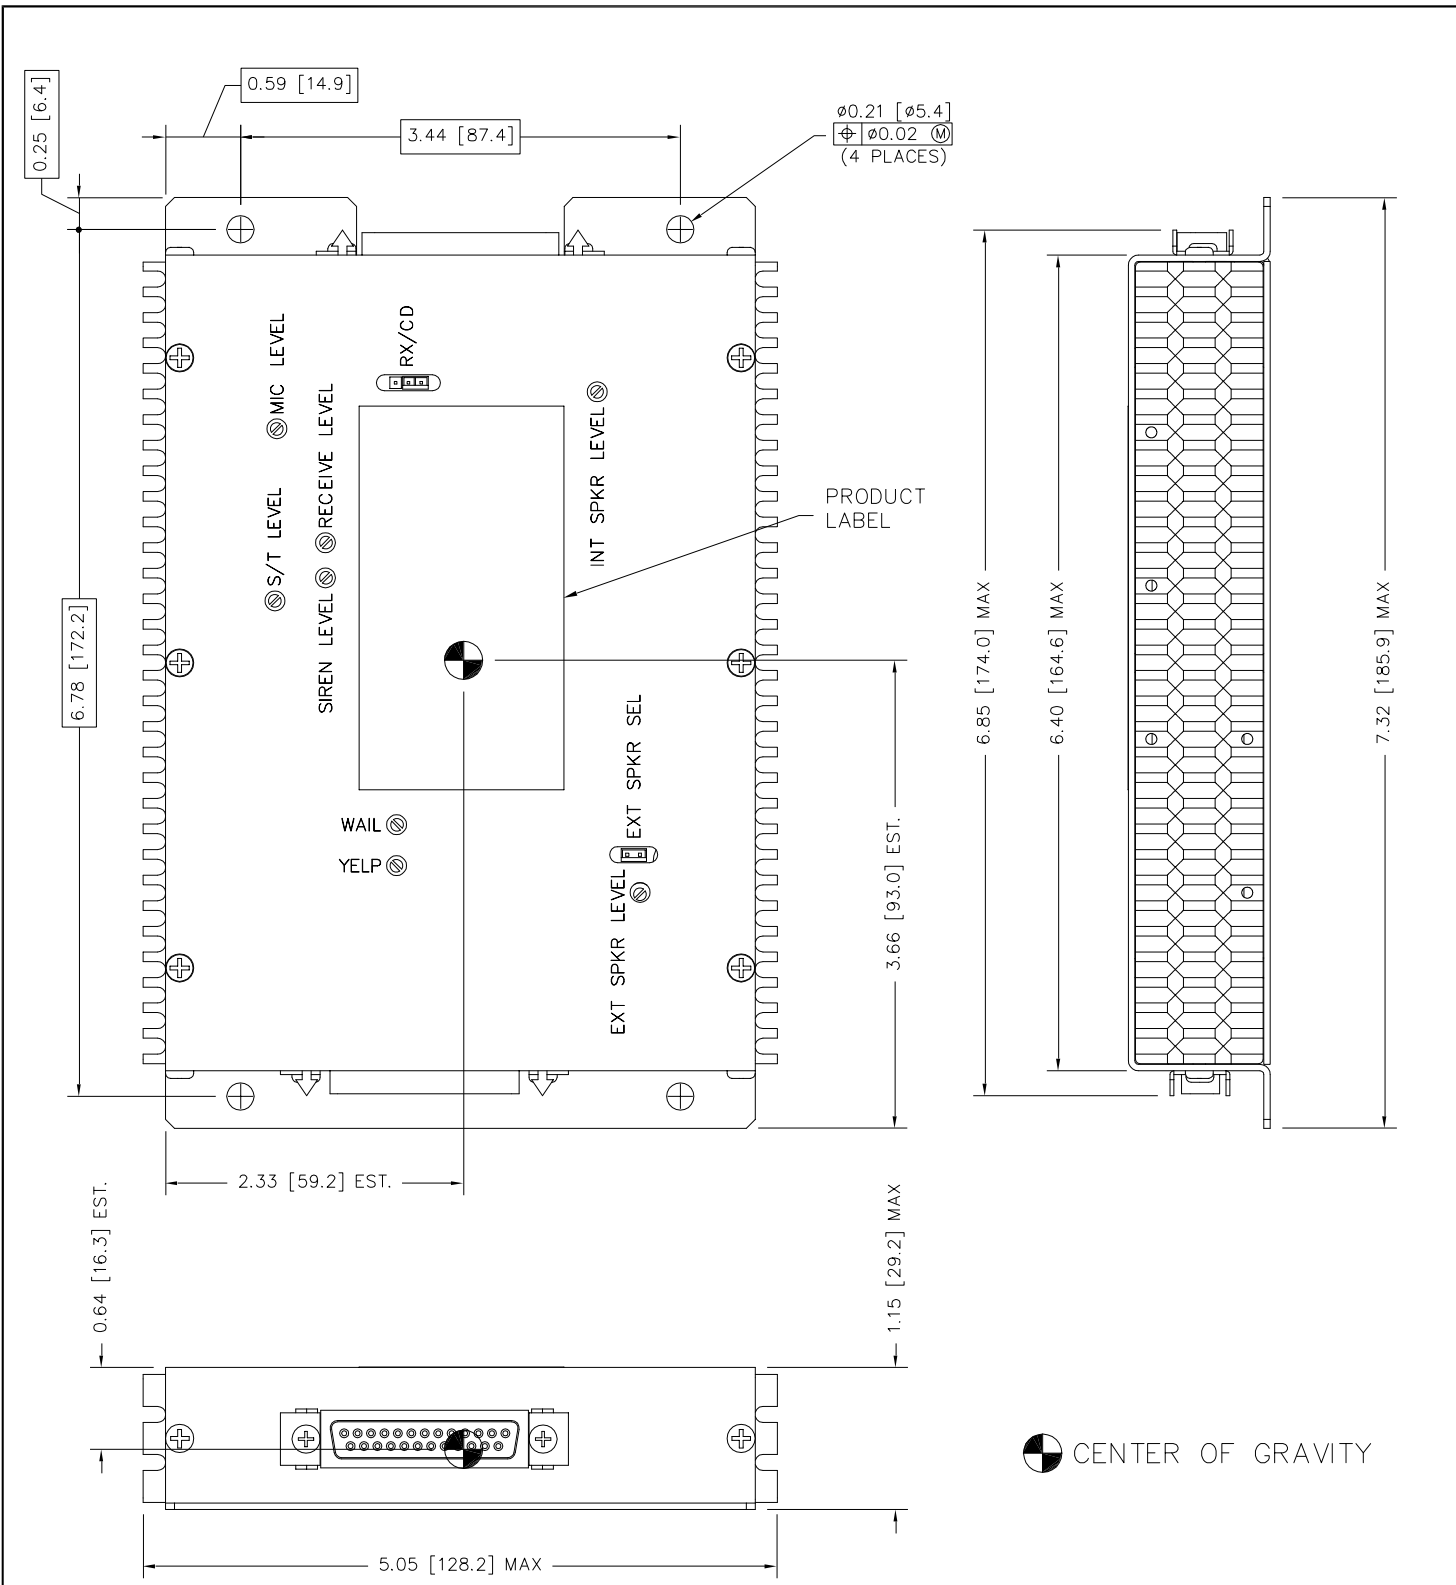 0.25 [6.4]
0.59 [14.9]
3.44 [87.4]
ø0.21 [ø5.4]
⌖ ø0.02 Ⓜ
(4 PLACES)
MIC LEVEL
RX/CD
RECEIVE LEVEL
INT SPKR LEVEL
S/T LEVEL
PRODUCT
LABEL
SIREN LEVEL
6.78 [172.2]
6.85 [174.0] MAX
6.40 [164.6] MAX
7.32 [185.9] MAX
EXT SPKR SEL
WAIL
YELP
EXT SPKR LEVEL
3.66 [93.0] EST.
2.33 [59.2] EST.
0.64 [16.3] EST.
1.15 [29.2] MAX
CENTER OF GRAVITY
5.05 [128.2] MAX